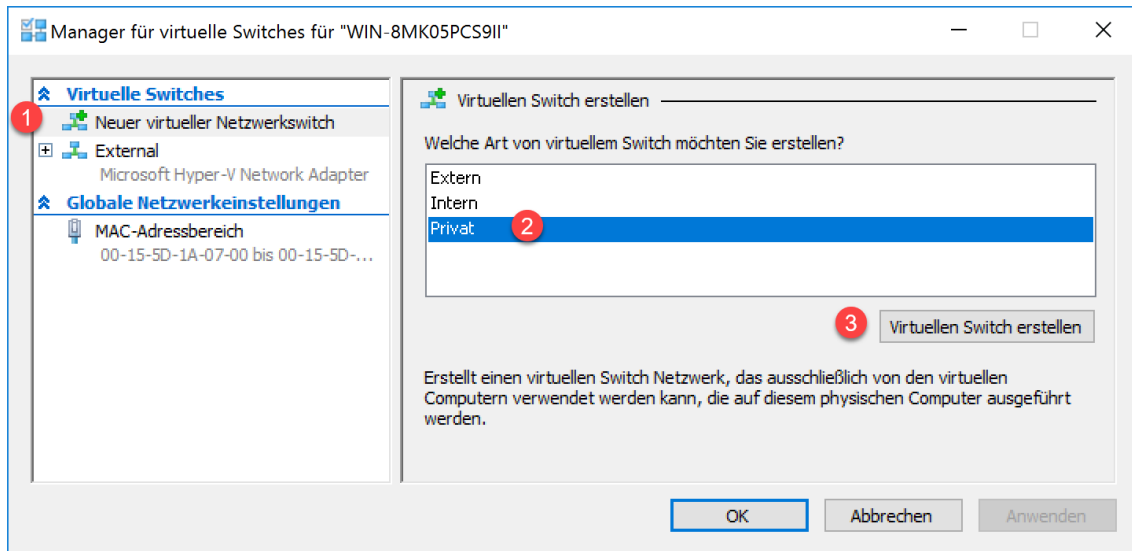 Manager für virtuelle Switches für "WIN-8MK05PCS9II"
Virtuelle Switches
1
Neuer virtueller Netzwerkswitch
External
Microsoft Hyper-V Network Adapter
Globale Netzwerkeinstellungen
MAC-Adressbereich
00-15-5D-1A-07-00 bis 00-15-5D-...
Virtuellen Switch erstellen
Welche Art von virtuellem Switch möchten Sie erstellen?
Extern
Intern
Privat 2
3 Virtuellen Switch erstellen
Erstellt einen virtuellen Switch Netzwerk, das ausschließlich von den virtuellen
Computern verwendet werden kann, die auf diesem physischen Computer ausgeführt
werden.
OK Abbrechen Anwenden